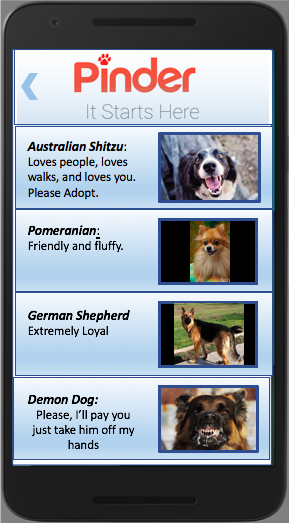 Pinder
It Starts Here
Australian Shitzu:
Loves people, loves
walks, and loves you.
Please Adopt.
Pomeranian:
Friendly and fluffy.
German Shepherd
Extremely Loyal
Demon Dog:
Please, I’ll pay you
just take him off my
hands